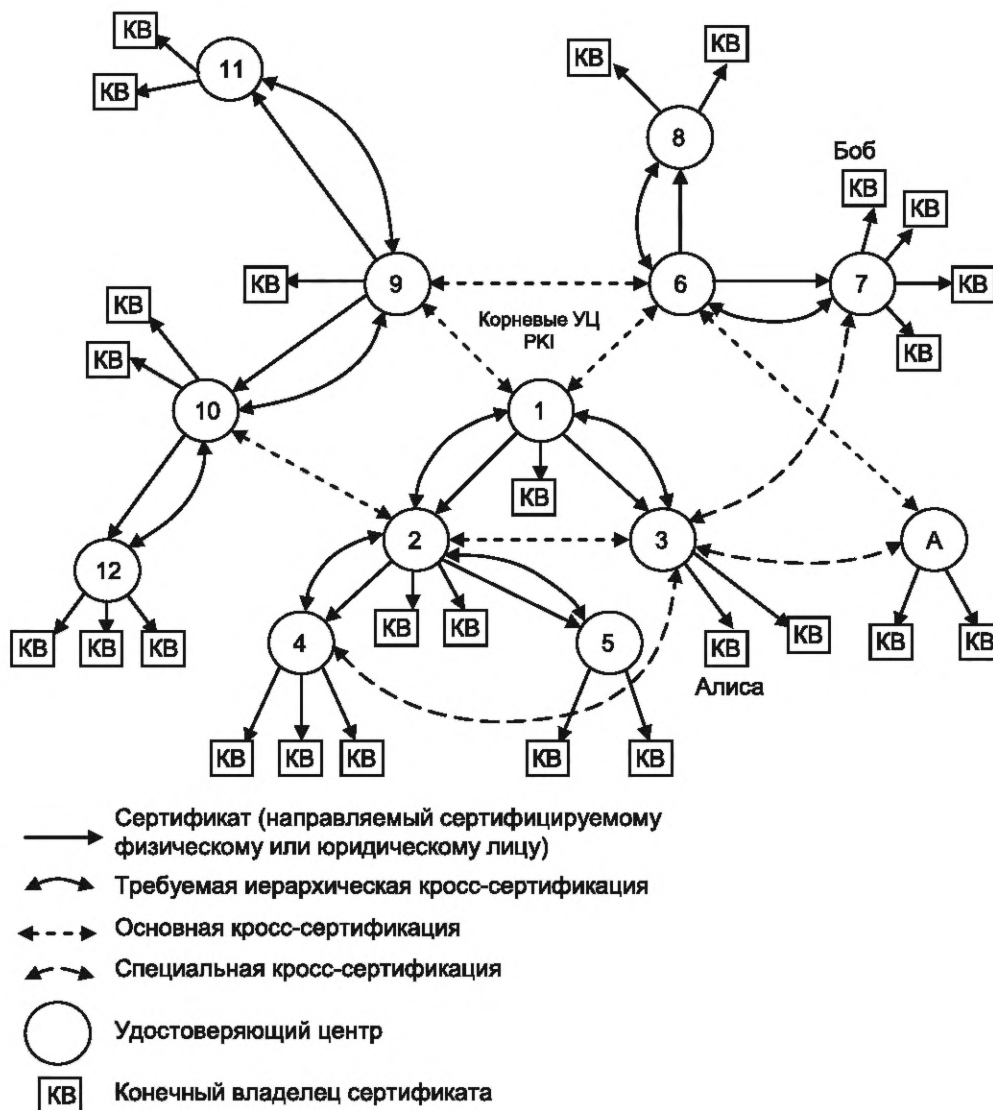 КВ
КВ
11
КВ
КВ
8
Боб
КВ
КВ
КВ
9
6
7
КВ
КВ
КВ
Корневые УЦ
PKI
КВ
КВ
10
1
КВ
2
3
А
12
КВ
КВ
4
5
КВ
КВ
КВ
КВ
КВ
КВ
КВ
Алиса
КВ
КВ
КВ
КВ
КВ
Сертификат (направляемый сертифицируемому
физическому или юридическому лицу)
Требуемая иерархическая кросс-сертификация
Основная кросс-сертификация
Специальная кросс-сертификация
Удостоверяющий центр
КВ Конечный владелец сертификата